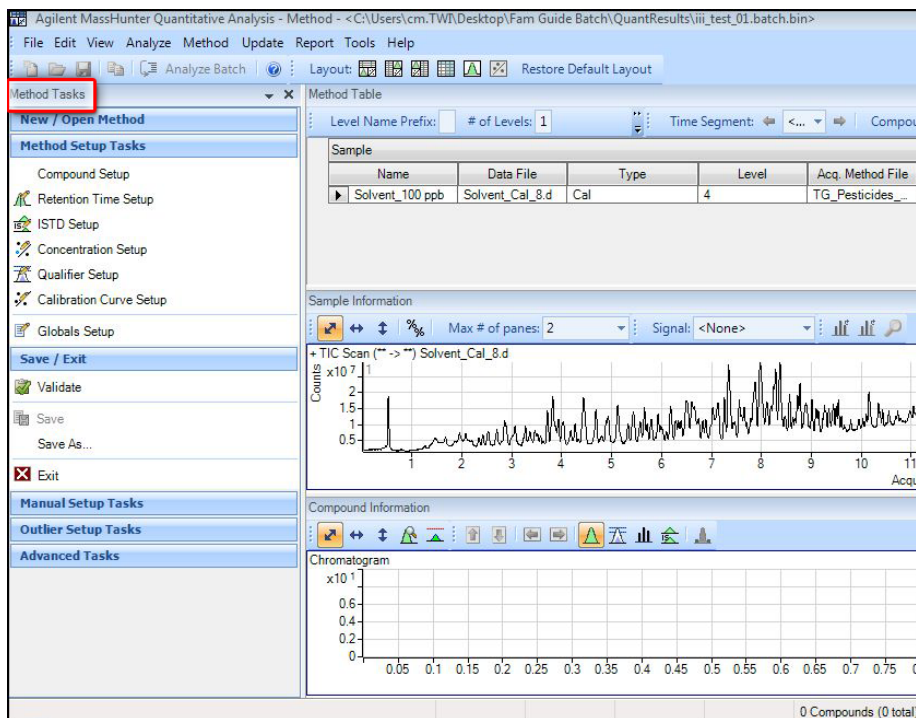 Agilent MassHunter Quantitative Analysis - Method - <C:\Users\cm.TWI\Desktop\Fam Guide Batch\QuantResults\iii_test_01.batch.bin>
File Edit View Analyze Method Update Report Tools Help
Analyze Batch Layout: Restore Default Layout
Method Tasks
New / Open Method
Method Setup Tasks
Compound Setup
Retention Time Setup
ISTD Setup
Concentration Setup
Qualifier Setup
Calibration Curve Setup
Globals Setup
Save / Exit
Validate
Save
Save As...
Exit
Manual Setup Tasks
Outlier Setup Tasks
Advanced Tasks
Method Table
Level Name Prefix: # of Levels: 1 Time Segment: <... Compou
Sample
Name Data File Type Level Acq. Method File
Solvent_100 ppb Solvent_Cal_8.d Cal 4 TG_Pesticides_...
Sample Information
Max # of panes: 2 Signal: <None>
+ TIC Scan (** -> **) Solvent_Cal_8.d
Counts
x10 7
1
2
1.5
1
0.5
1 2 3 4 5 6 7 8 9 10 11
Acqu
Compound Information
Chromatogram
x10 1
0.6
0.4
0.2
0
0.05 0.1 0.15 0.2 0.25 0.3 0.35 0.4 0.45 0.5 0.55 0.6 0.65 0.7 0.75
0 Compounds (0 total)